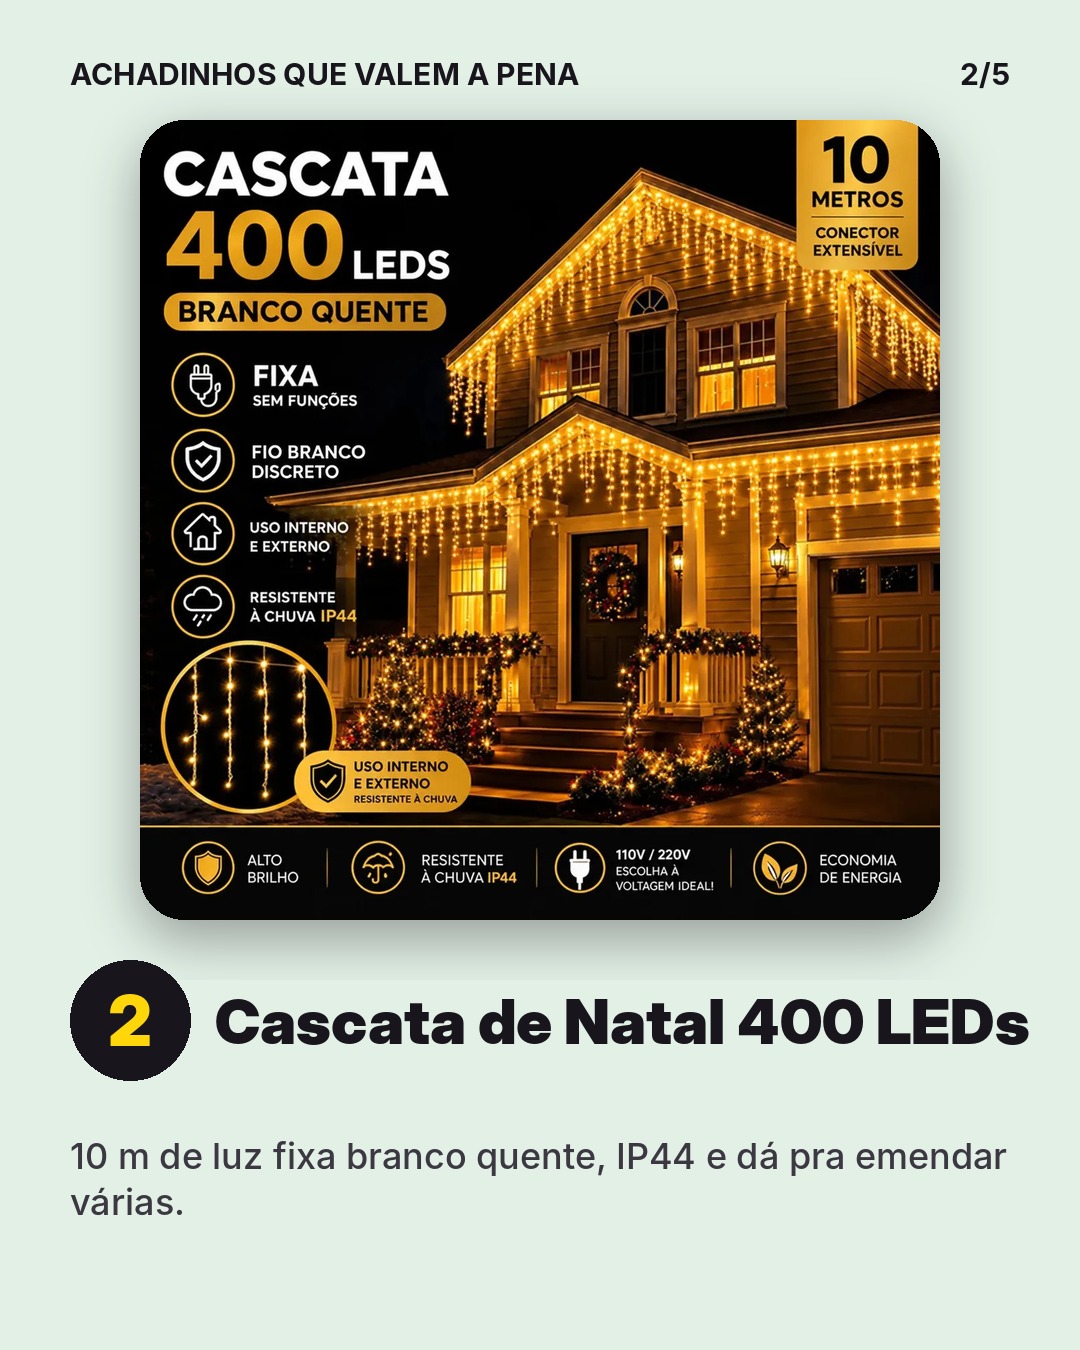 ACHADINHOS QUE VALEM A PENA
2/5
CASCATA
400 LEDS
BRANCO QUENTE
10
METROS
CONECTOR
EXTENSÍVEL
FIXA
SEM FUNÇÕES
FIO BRANCO
DISCRETO
USO INTERNO
E EXTERNO
RESISTENTE
À CHUVA IP44
USO INTERNO
E EXTERNO
RESISTENTE À CHUVA
ALTO
BRILHO
RESISTENTE
À CHUVA IP44
110V / 220V
ESCOLHA À
VOLTAGEM IDEAL!
ECONOMIA
DE ENERGIA
2
Cascata de Natal 400 LEDs
10 m de luz fixa branco quente, IP44 e dá pra emendar
várias.